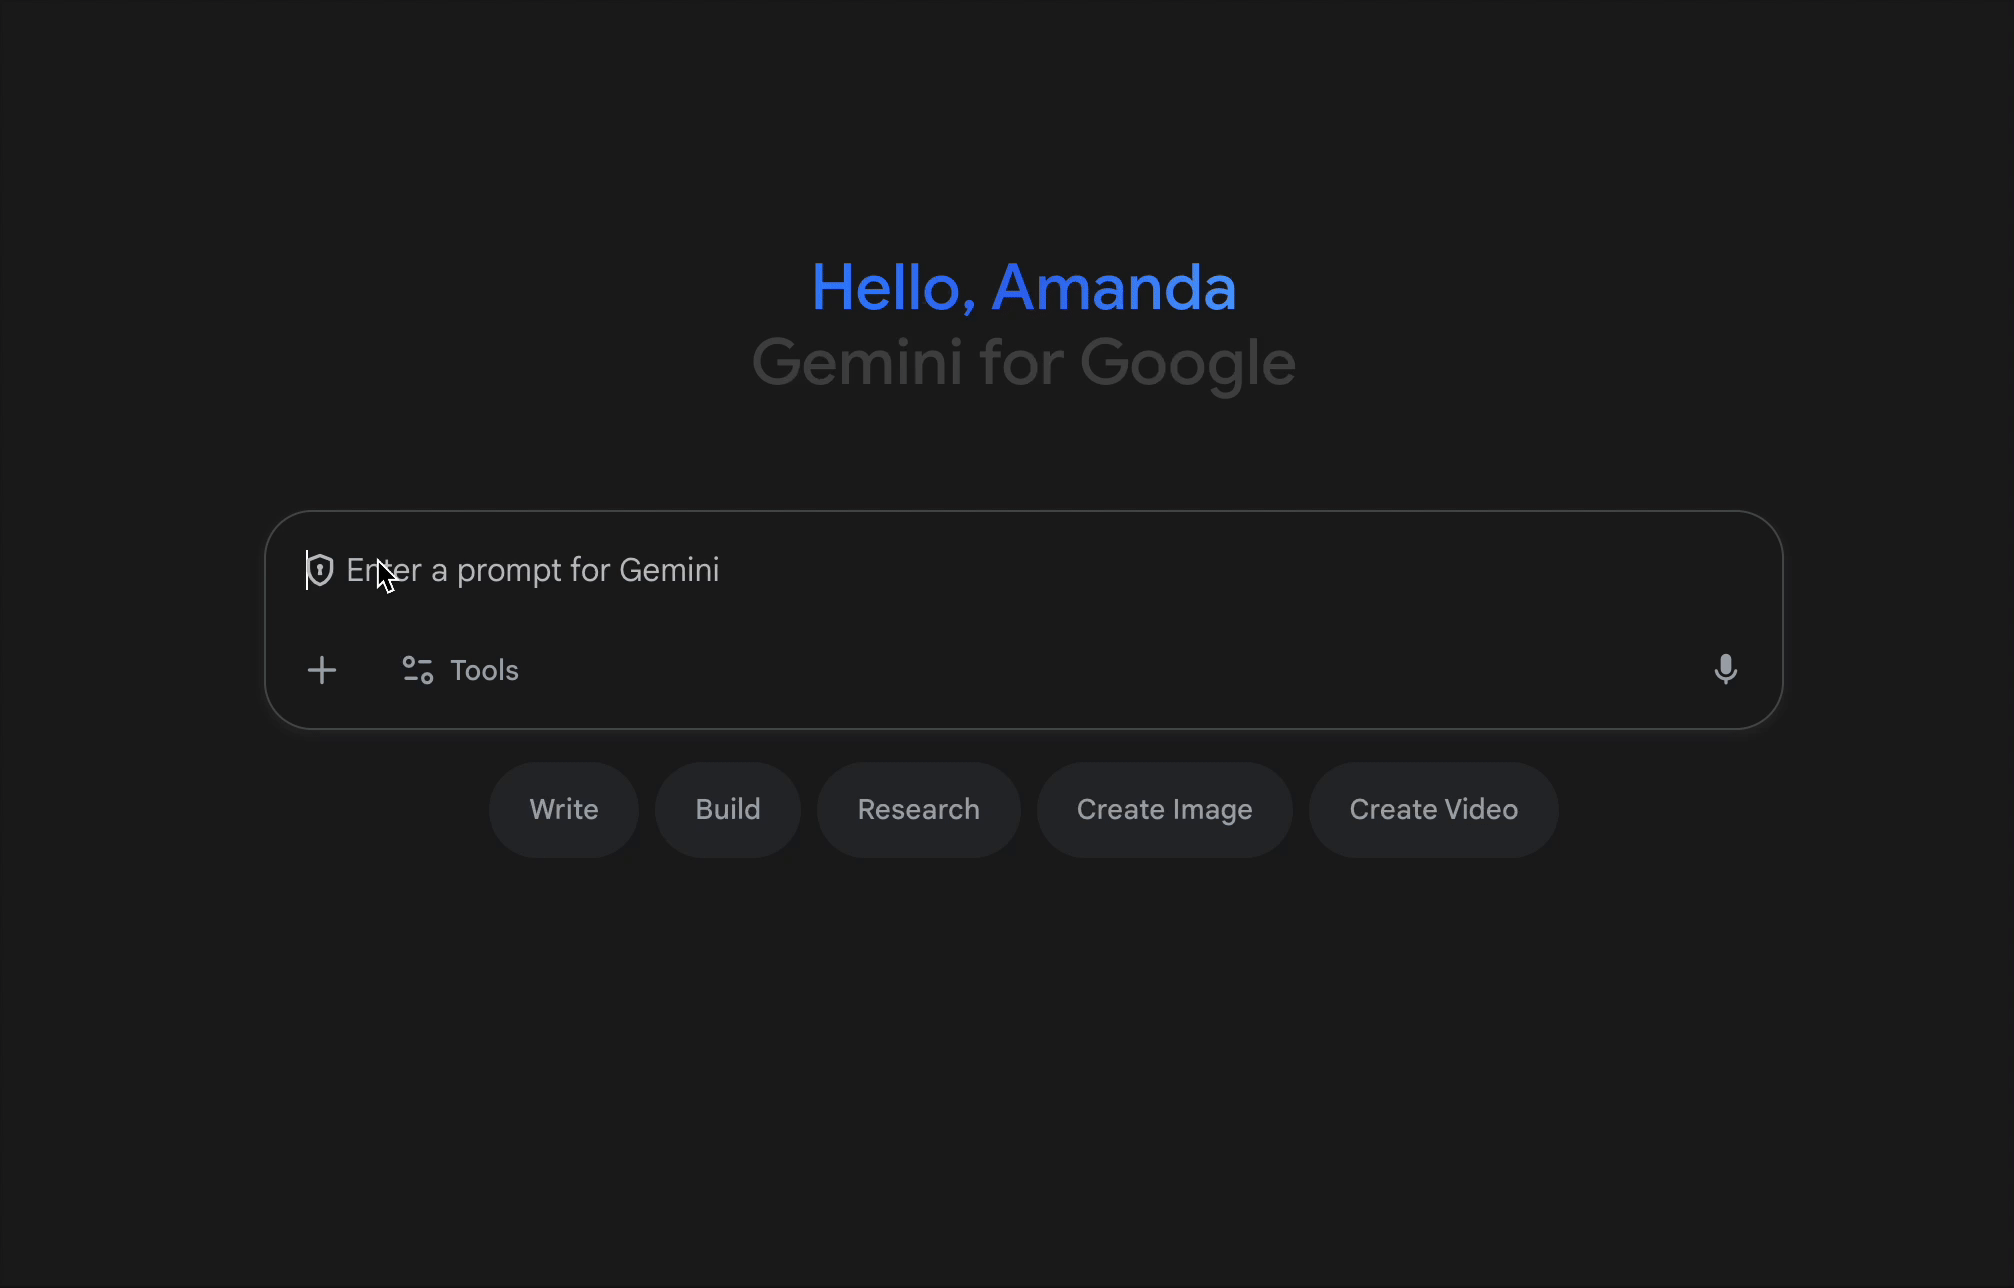 Hello, Amanda
Gemini for Google
Enter a prompt for Gemini
Tools
Write
Build
Research
Create Image
Create Video